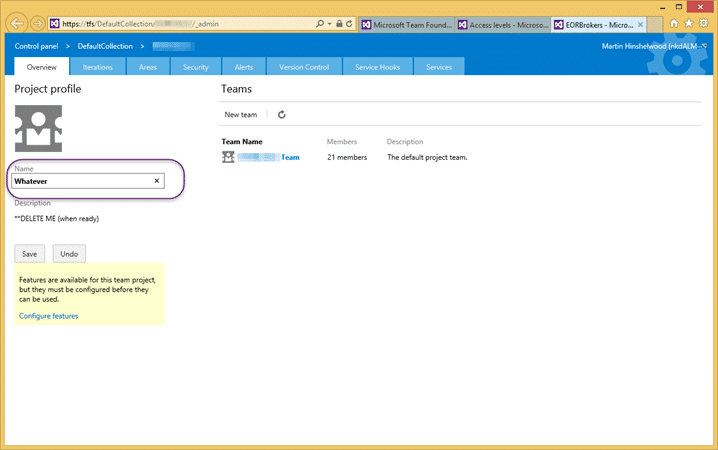 https://tfs/DefaultCollection/ /_admin
Microsoft Team Found...
Access levels - Microso...
EORBrokers - Micro...
Control panel > DefaultCollection >
Martin Hinshelwood (nkdALM
Overview
Iterations
Areas
Security
Alerts
Version Control
Service Hooks
Services
Project profile
Teams
New team
Team Name Members Description
Team 21 members The default project team.
Name
Whatever
Description
**DELETE ME (when ready)
Save Undo
Features are available for this team project,
but they must be configured before they
can be used.
Configure features